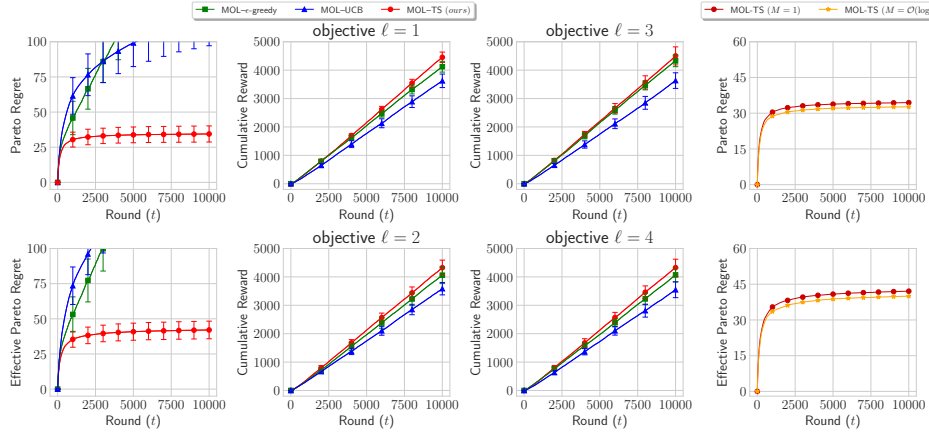 MOL-ϵ-greedy MOL-UCB MOL-TS (ours)
MOL-TS (M = 1) MOL-TS (M = 𝒪(log
objective ℓ = 1
objective ℓ = 3
Pareto Regret
100
75
50
25
0
0 2500 5000 7500 10000
Round (t)
Cumulative Reward
5000
4000
3000
2000
1000
0
0 2000 4000 6000 8000 10000
Round (t)
Cumulative Reward
5000
4000
3000
2000
1000
0
0 2000 4000 6000 8000 10000
Round (t)
Pareto Regret
60
45
30
15
0
0 2500 5000 7500 10000
Round (t)
objective ℓ = 2
objective ℓ = 4
Effective Pareto Regret
100
75
50
25
0
0 2500 5000 7500 10000
Round (t)
Cumulative Reward
5000
4000
3000
2000
1000
0
0 2000 4000 6000 8000 10000
Round (t)
Cumulative Reward
5000
4000
3000
2000
1000
0
0 2000 4000 6000 8000 10000
Round (t)
Effective Pareto Regret
60
45
30
15
0
0 2500 5000 7500 10000
Round (t)